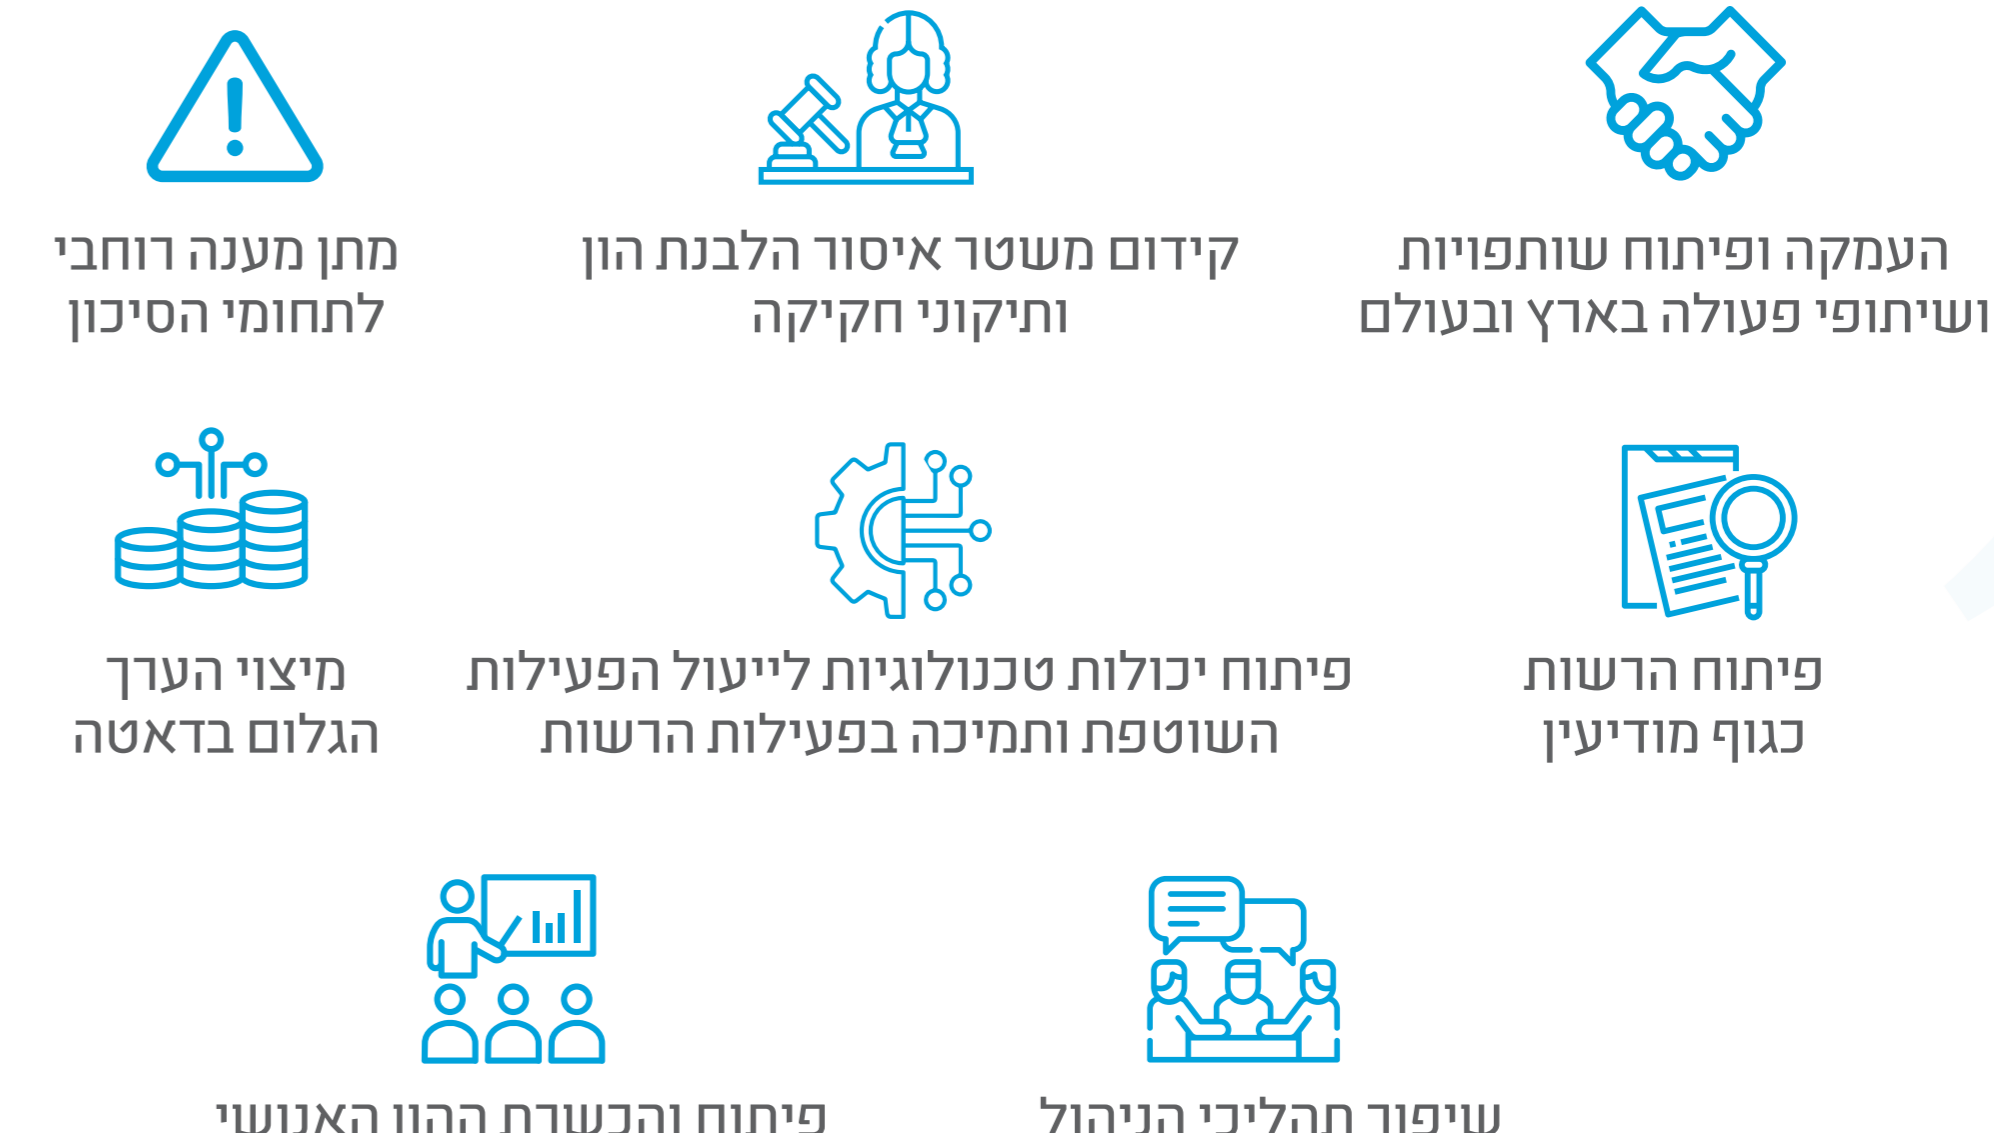 העמקה ופיתוח שותפויות
ושיתופי פעולה בארץ ובעולם
קידום משטר איסור הלבנת הון
ותיקוני חקיקה
מתן מענה רוחבי
לתחומי הסיכון
פיתוח הרשות
כגוף מודיעין
פיתוח יכולות טכנולוגיות לייעול הפעילות
השוטפת ותמיכה בפעילות הרשות
מיצוי הערך
הגלום בדאטה
שיפור תהליכי הניהול
פיתוח והכשרת ההון האנושי